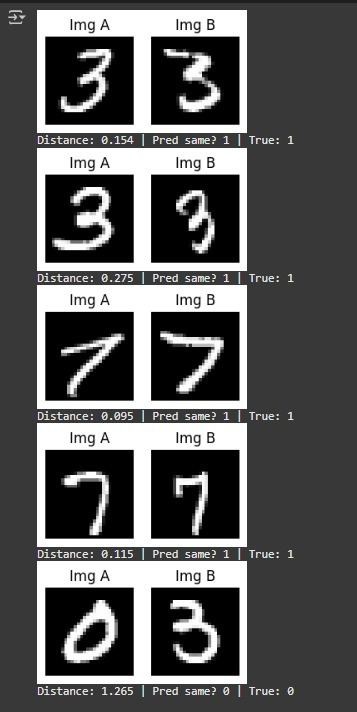 Img A Img B
3 3
Distance: 0.154 | Pred same? 1 | True: 1
Img A Img B
3 3
Distance: 0.275 | Pred same? 1 | True: 1
Img A Img B
7 7
Distance: 0.095 | Pred same? 1 | True: 1
Img A Img B
7 7
Distance: 0.115 | Pred same? 1 | True: 1
Img A Img B
0 3
Distance: 1.265 | Pred same? 0 | True: 0